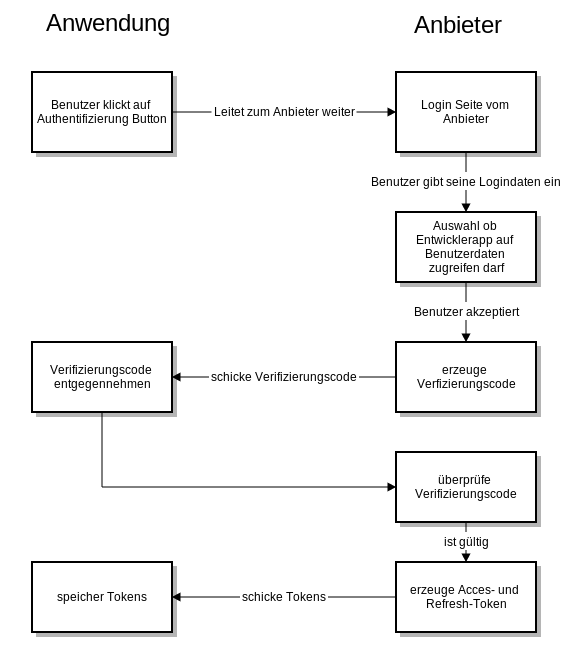 Anwendung
Anbieter
Benutzer klickt auf
Authentifizierung Button
Leitet zum Anbieter weiter
Login Seite vom
Anbieter
Benutzer gibt seine Logindaten ein
Auswahl ob
Entwicklerapp auf
Benutzerdaten
zugreifen darf
Benutzer akzeptiert
Verifizierungscode
entgegennehmen
schicke Verifizierungscode
erzeuge
Verfizierungscode
überprüfe
Verifizierungscode
ist gültig
speicher Tokens
schicke Tokens
erzeuge Acces- und
Refresh-Token